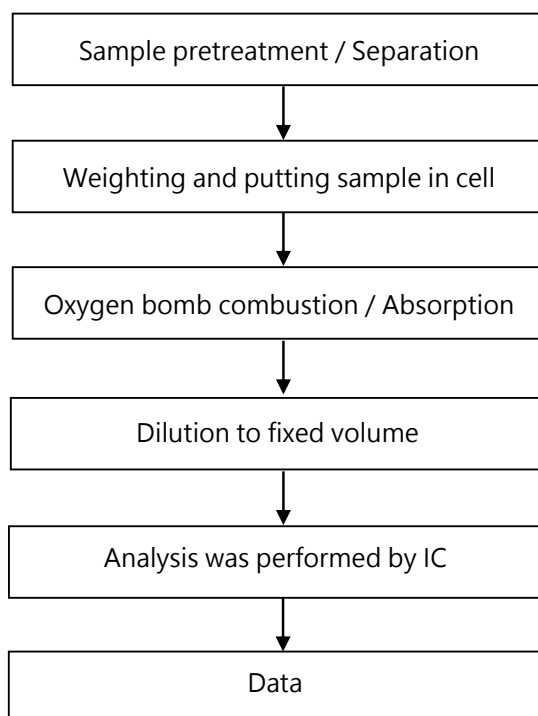 Sample pretreatment / Separation
Weighting and putting sample in cell
Oxygen bomb combustion / Absorption
Dilution to fixed volume
Analysis was performed by IC
Data